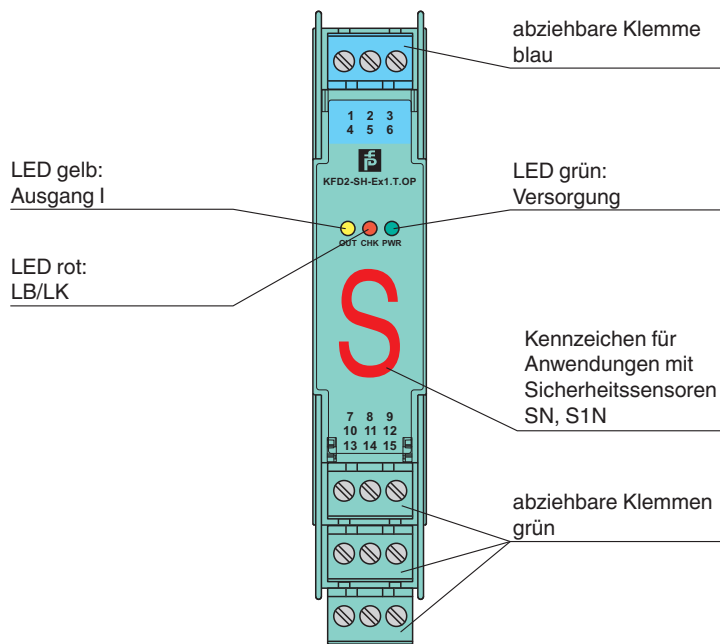 abziehbare Klemme
blau
1 2 3
4 5 6
KFD2-SH-Ex1.T.OP
LED gelb:
Ausgang I
LED grün:
Versorgung
OUT CHK PWR
LED rot:
LB/LK
S
Kennzeichen für
Anwendungen mit
Sicherheitssensoren
SN, S1N
7 8 9
10 11 12
13 14 15
abziehbare Klemmen
grün